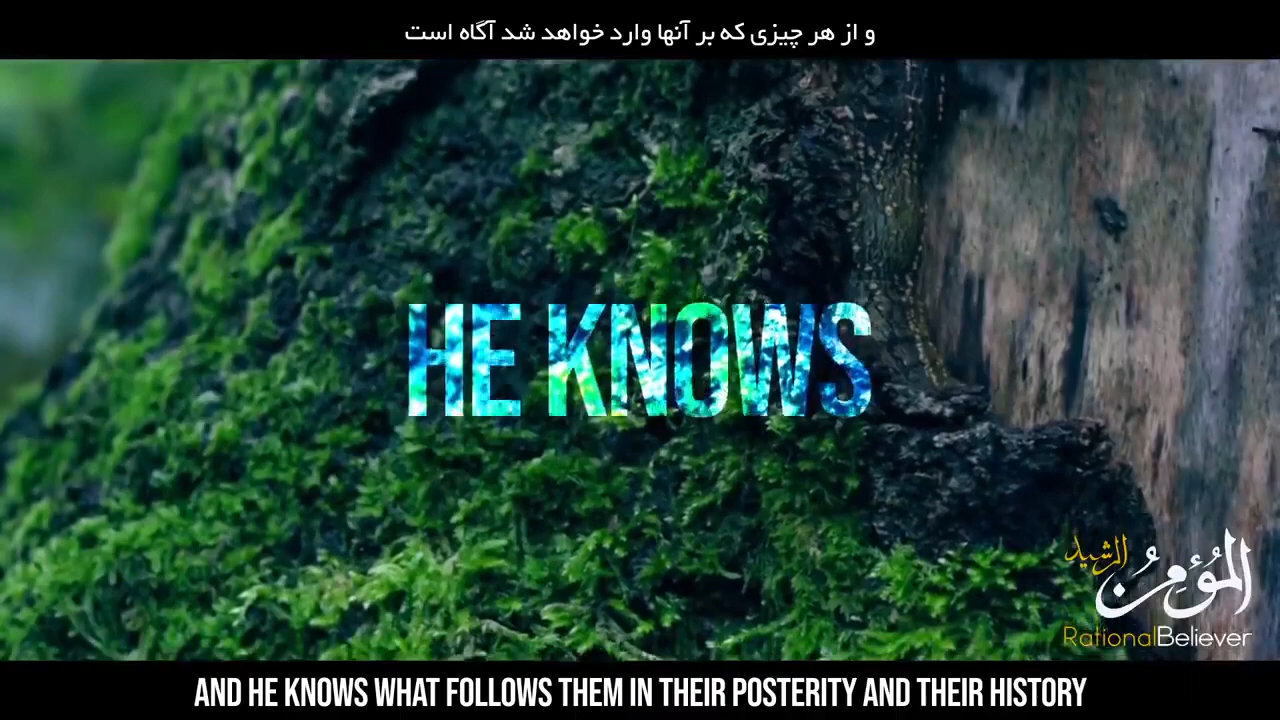 و از هر چیزی که بر آنها وارد خواهد شد آگاه است
HE KNOWS
المؤمن الرشيد
RationalBeliever
AND HE KNOWS WHAT FOLLOWS THEM IN THEIR POSTERITY AND THEIR HISTORY